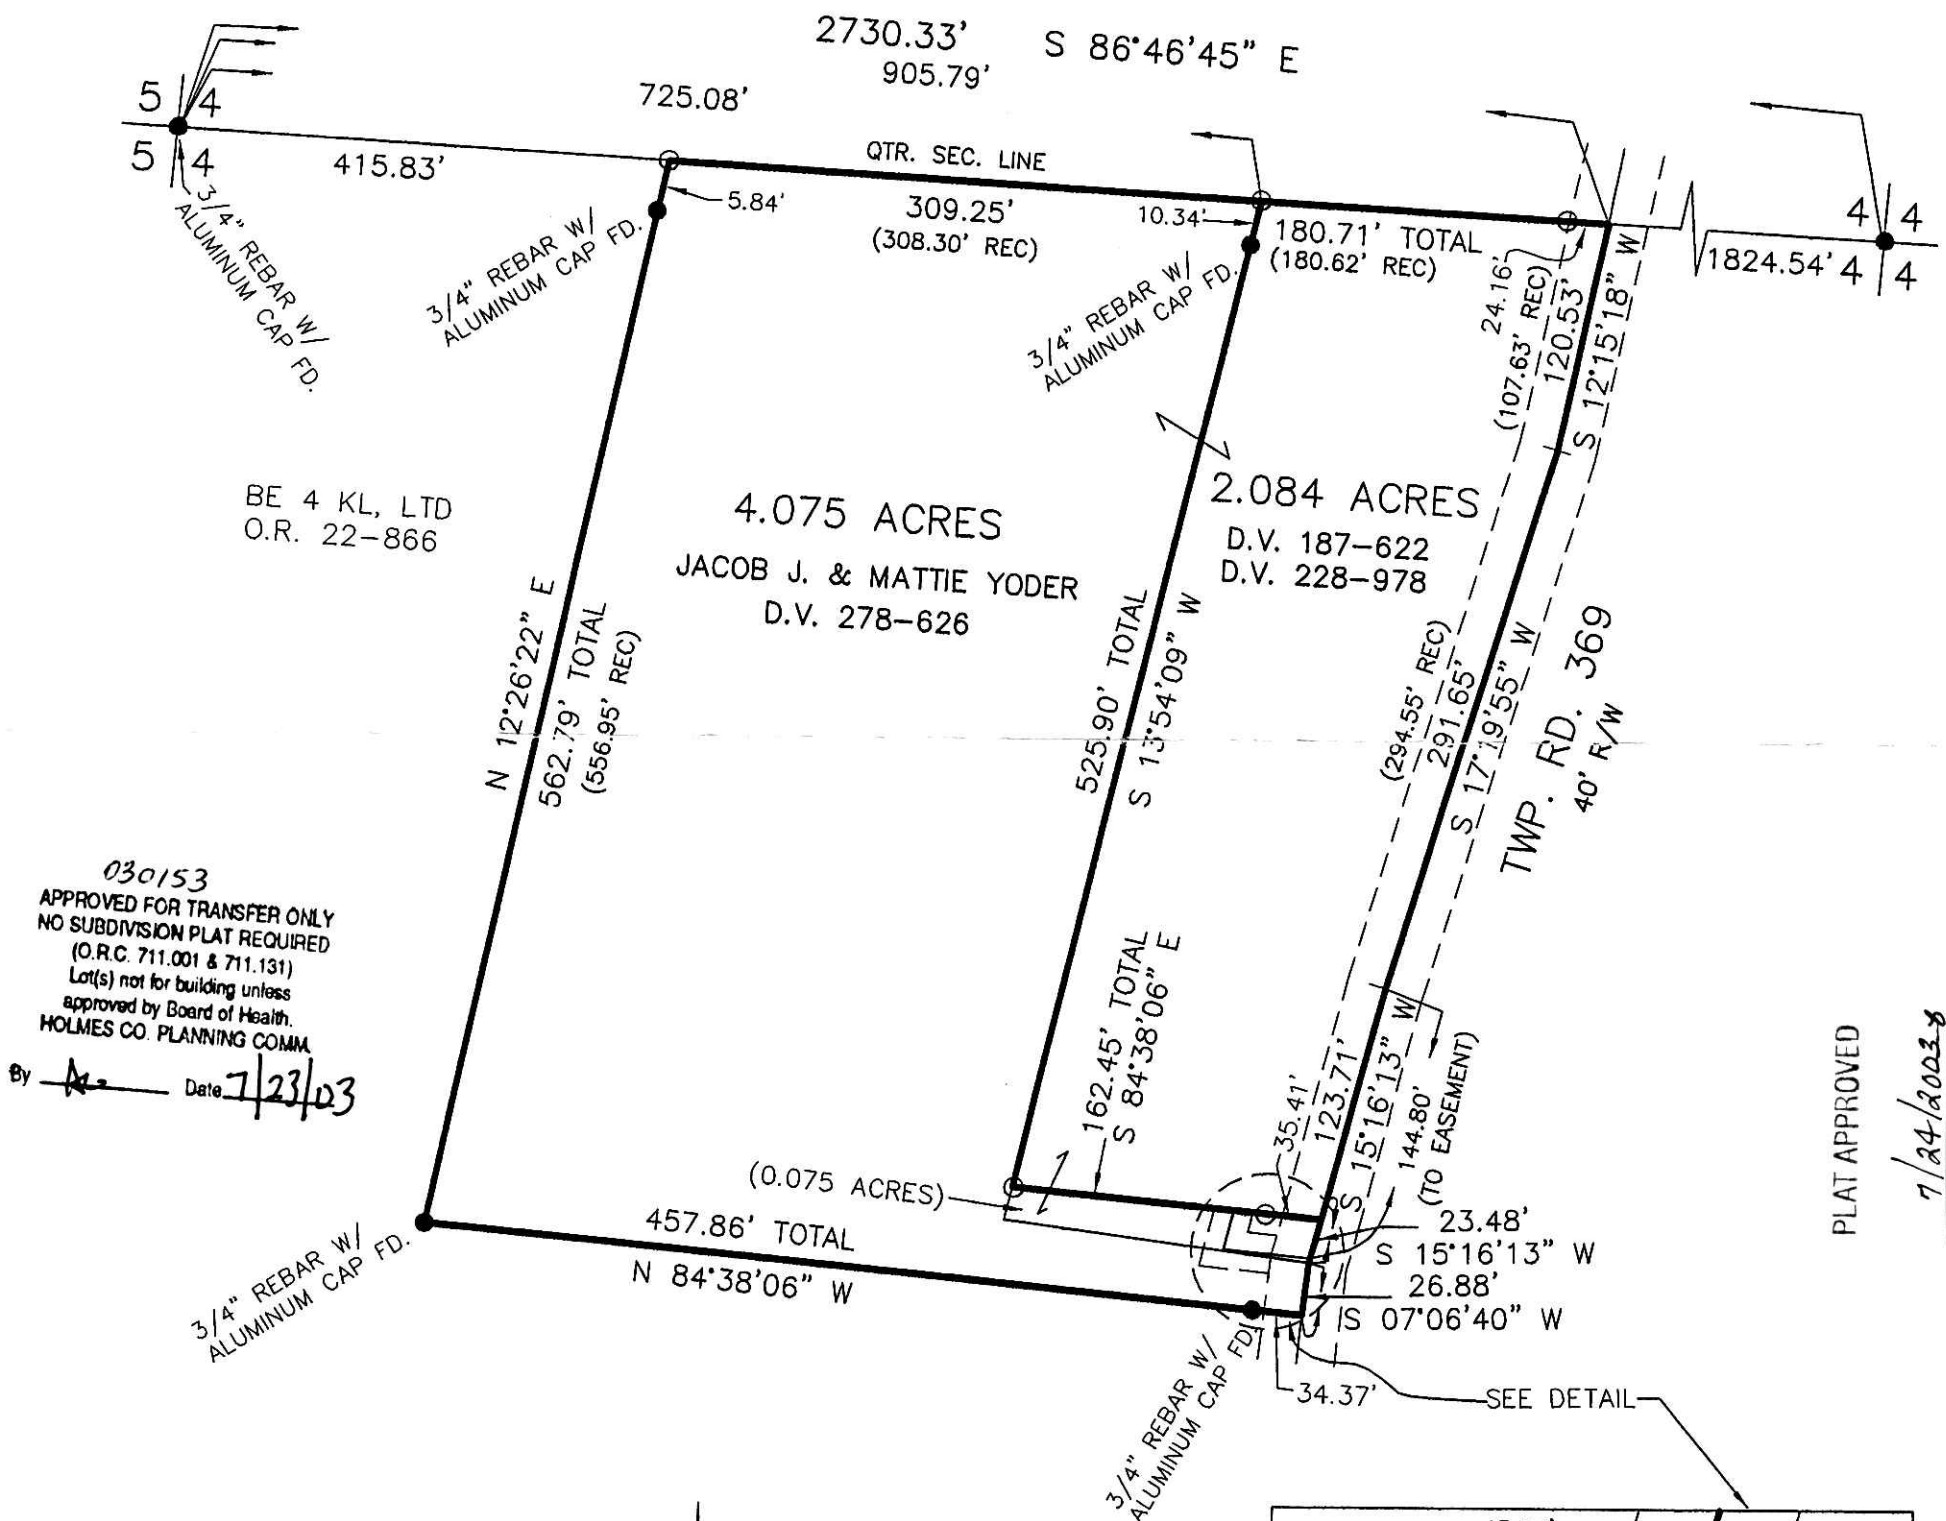 2730.33' S 86°46'45" E
905.79'
725.08'
5 4
5 4
415.83'
QTR. SEC. LINE
5.84'
309.25'
(308.30' REC)
10.34'
180.71' TOTAL
(180.62' REC)
24.16'
4 4
4 4
1824.54'
3/4" REBAR W/
ALUMINUM CAP FD.
3/4" REBAR W/
ALUMINUM CAP FD.
3/4" REBAR W/
ALUMINUM CAP FD.
(107.63' REC)
120.53'
S 12°15'18" W
BE 4 KL, LTD
O.R. 22-866
4.075 ACRES
JACOB J. & MATTIE YODER
D.V. 278-626
2.084 ACRES
D.V. 187-622
D.V. 228-978
N 12°26'22" E
562.79' TOTAL
(556.95' REC)
525.90' TOTAL
S 13°54'09" W
(294.55' REC)
291.65'
S 17°19'55" W
TWP. RD. 369
40' R/W
030153
APPROVED FOR TRANSFER ONLY
NO SUBDIVISION PLAT REQUIRED
(O.R.C. 711.001 & 711.131)
Lot(s) not for building unless
approved by Board of Health.
HOLMES CO. PLANNING COMM.
By Date 7/23/03
162.45' TOTAL
S 84°38'06" E
35.41'
123.71'
S 15°16'13" W
144.80'
(TO EASEMENT)
PLAT APPROVED
7/24/2003
(0.075 ACRES)
457.86' TOTAL
N 84°38'06" W
23.48'
S 15°16'13" W
26.88'
S 07°06'40" W
3/4" REBAR W/
ALUMINUM CAP FD.
3/4" REBAR W/
ALUMINUM CAP FD.
34.37'
SEE DETAIL